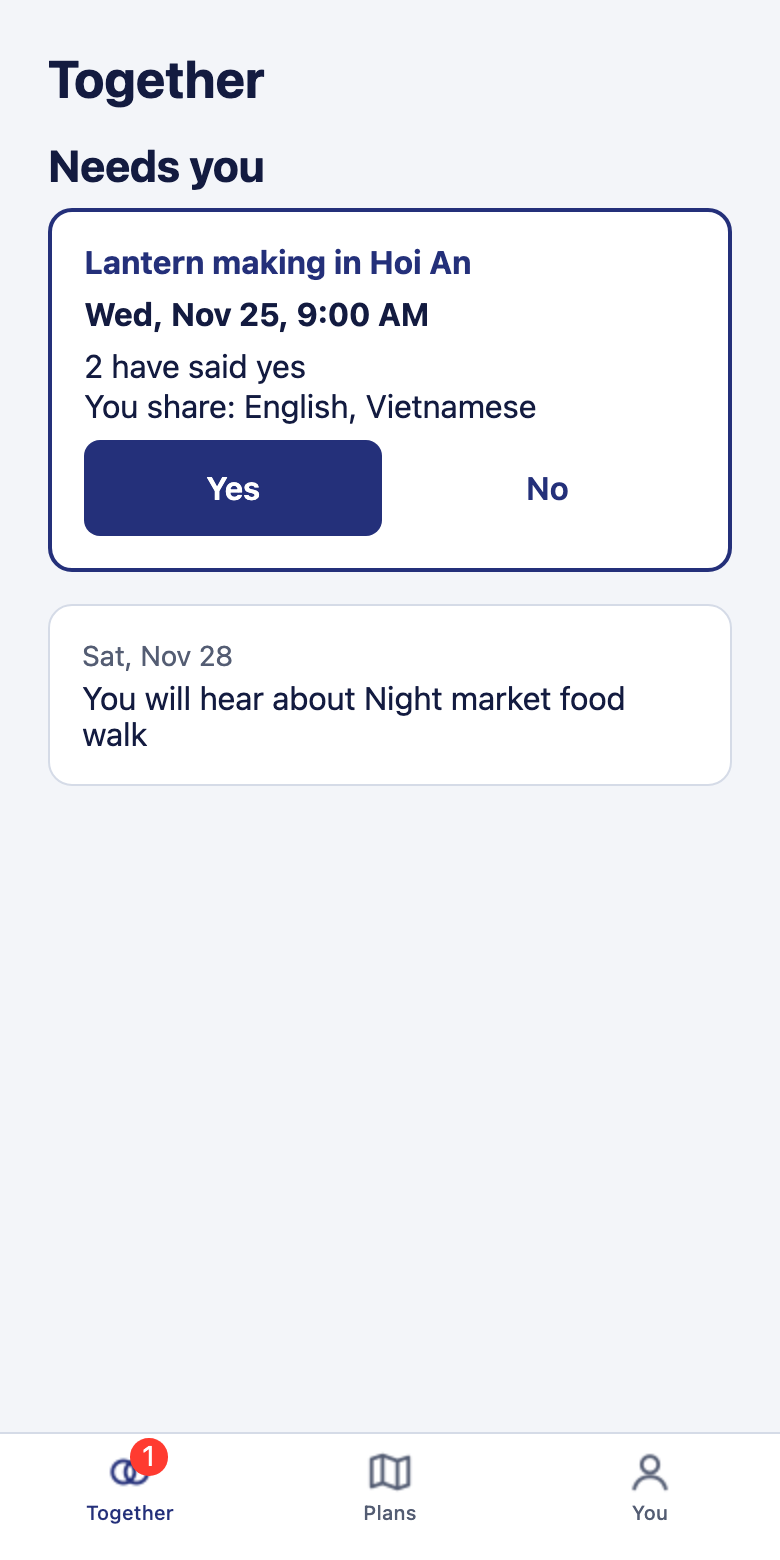 Together
Needs you
Lantern making in Hoi An
Wed, Nov 25, 9:00 AM
2 have said yes
You share: English, Vietnamese
Yes
No
Sat, Nov 28
You will hear about Night market food
walk
1
Together
Plans
You